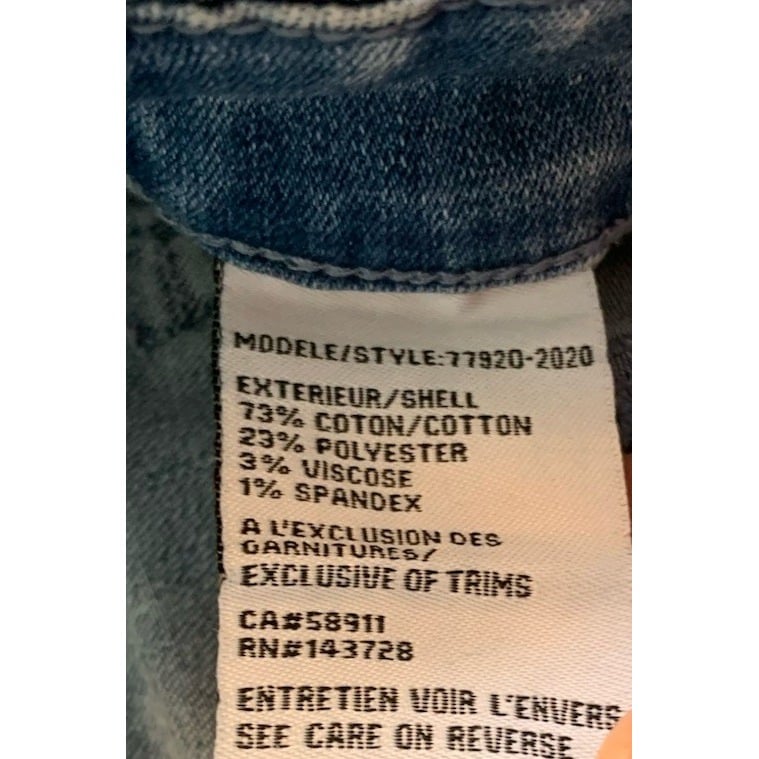 MODELE/STYLE:77920-2020
EXTERIEUR/SHELL
73% COTON/COTTON
23% POLYESTER
3% VISCOSE
1% SPANDEX
A L'EXCLUSION DES
GARNITURES/
EXCLUSIVE OF TRIMS
CA#58911
RN#143728
ENTRETIEN VOIR L'ENVERS
SEE CARE ON REVERSE